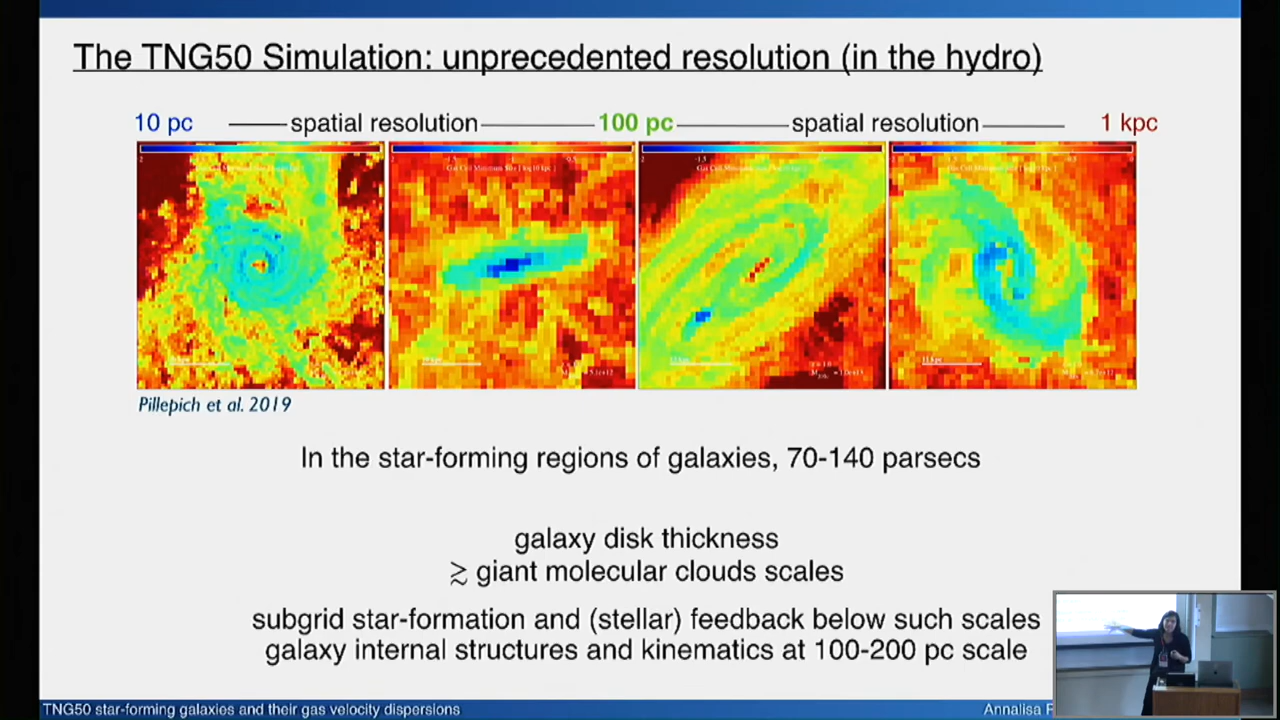 The TNG50 Simulation: unprecedented resolution (in the hydro)
10 pc spatial resolution 100 pc spatial resolution 1 kpc
Pillepich et al. 2019
In the star-forming regions of galaxies, 70-140 parsecs
galaxy disk thickness
≳ giant molecular clouds scales
subgrid star-formation and (stellar) feedback below such scales
galaxy internal structures and kinematics at 100-200 pc scale
TNG50 star-forming galaxies and their gas velocity dispersions
Annalisa